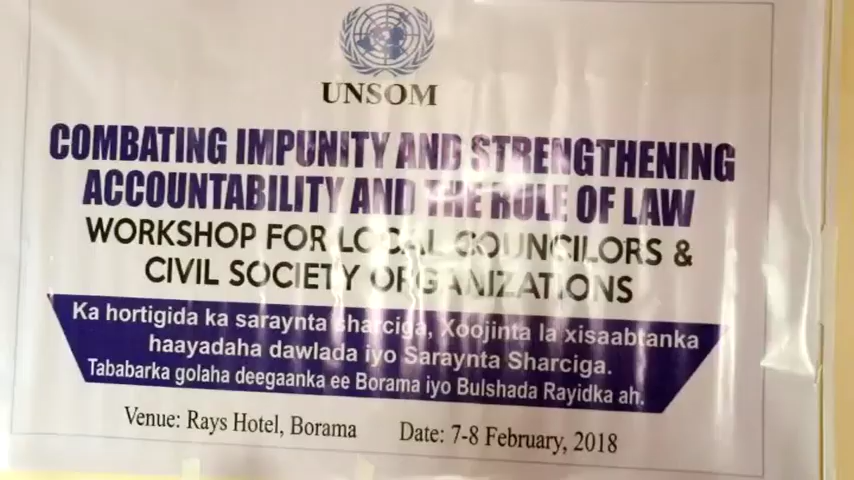 UNSOM
COMBATING IMPUNITY AND STRENGTHENING
ACCOUNTABILITY AND THE RULE OF LAW
WORKSHOP FOR LOCAL COUNCILORS &
CIVIL SOCIETY ORGANIZATIONS
Ka hortigida ka saraynta sharciga, Xoojinta la xisaabtanka
haayadaha dawlada iyo Saraynta Sharciga.
Tababarka golaha deegaanka ee Borama iyo Bulshada Rayidka ah.
Venue: Rays Hotel, Borama Date: 7-8 February, 2018